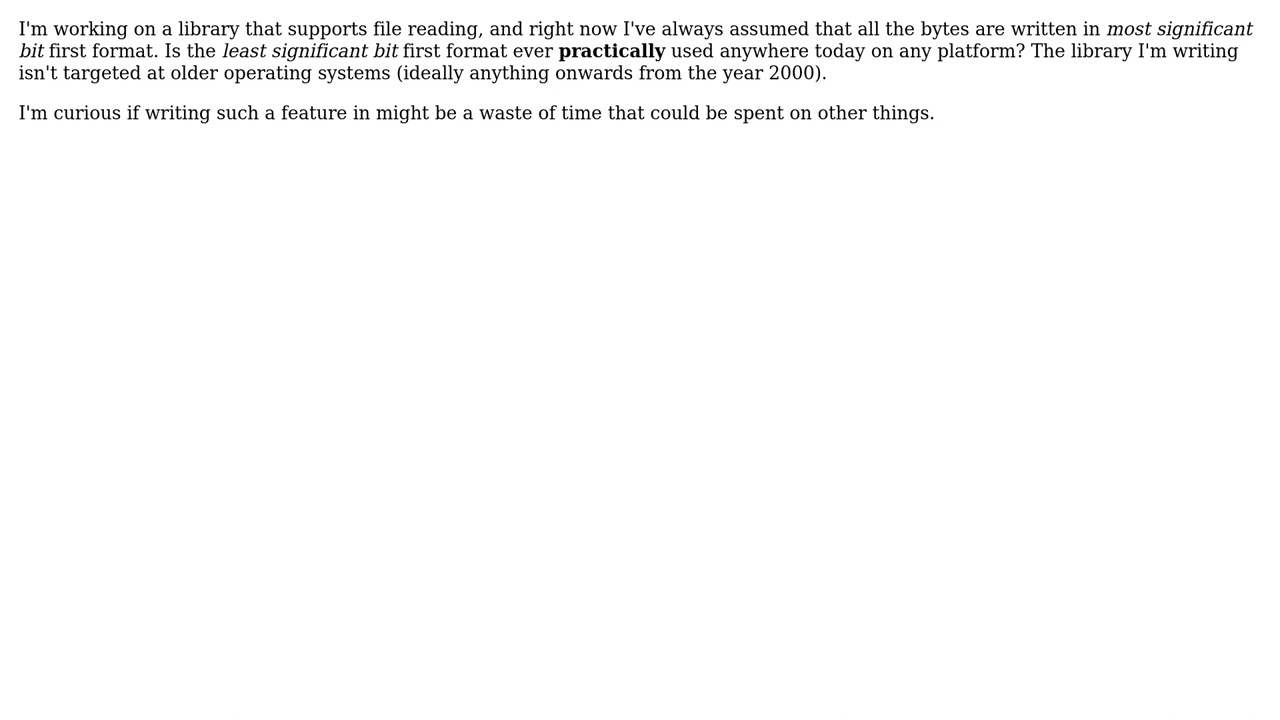 I'm working on a library that supports file reading, and right now I've always assumed that all the bytes are written in most significant
bit first format. Is the least significant bit first format ever practically used anywhere today on any platform? The library I'm writing
isn't targeted at older operating systems (ideally anything onwards from the year 2000).
I'm curious if writing such a feature in might be a waste of time that could be spent on other things.